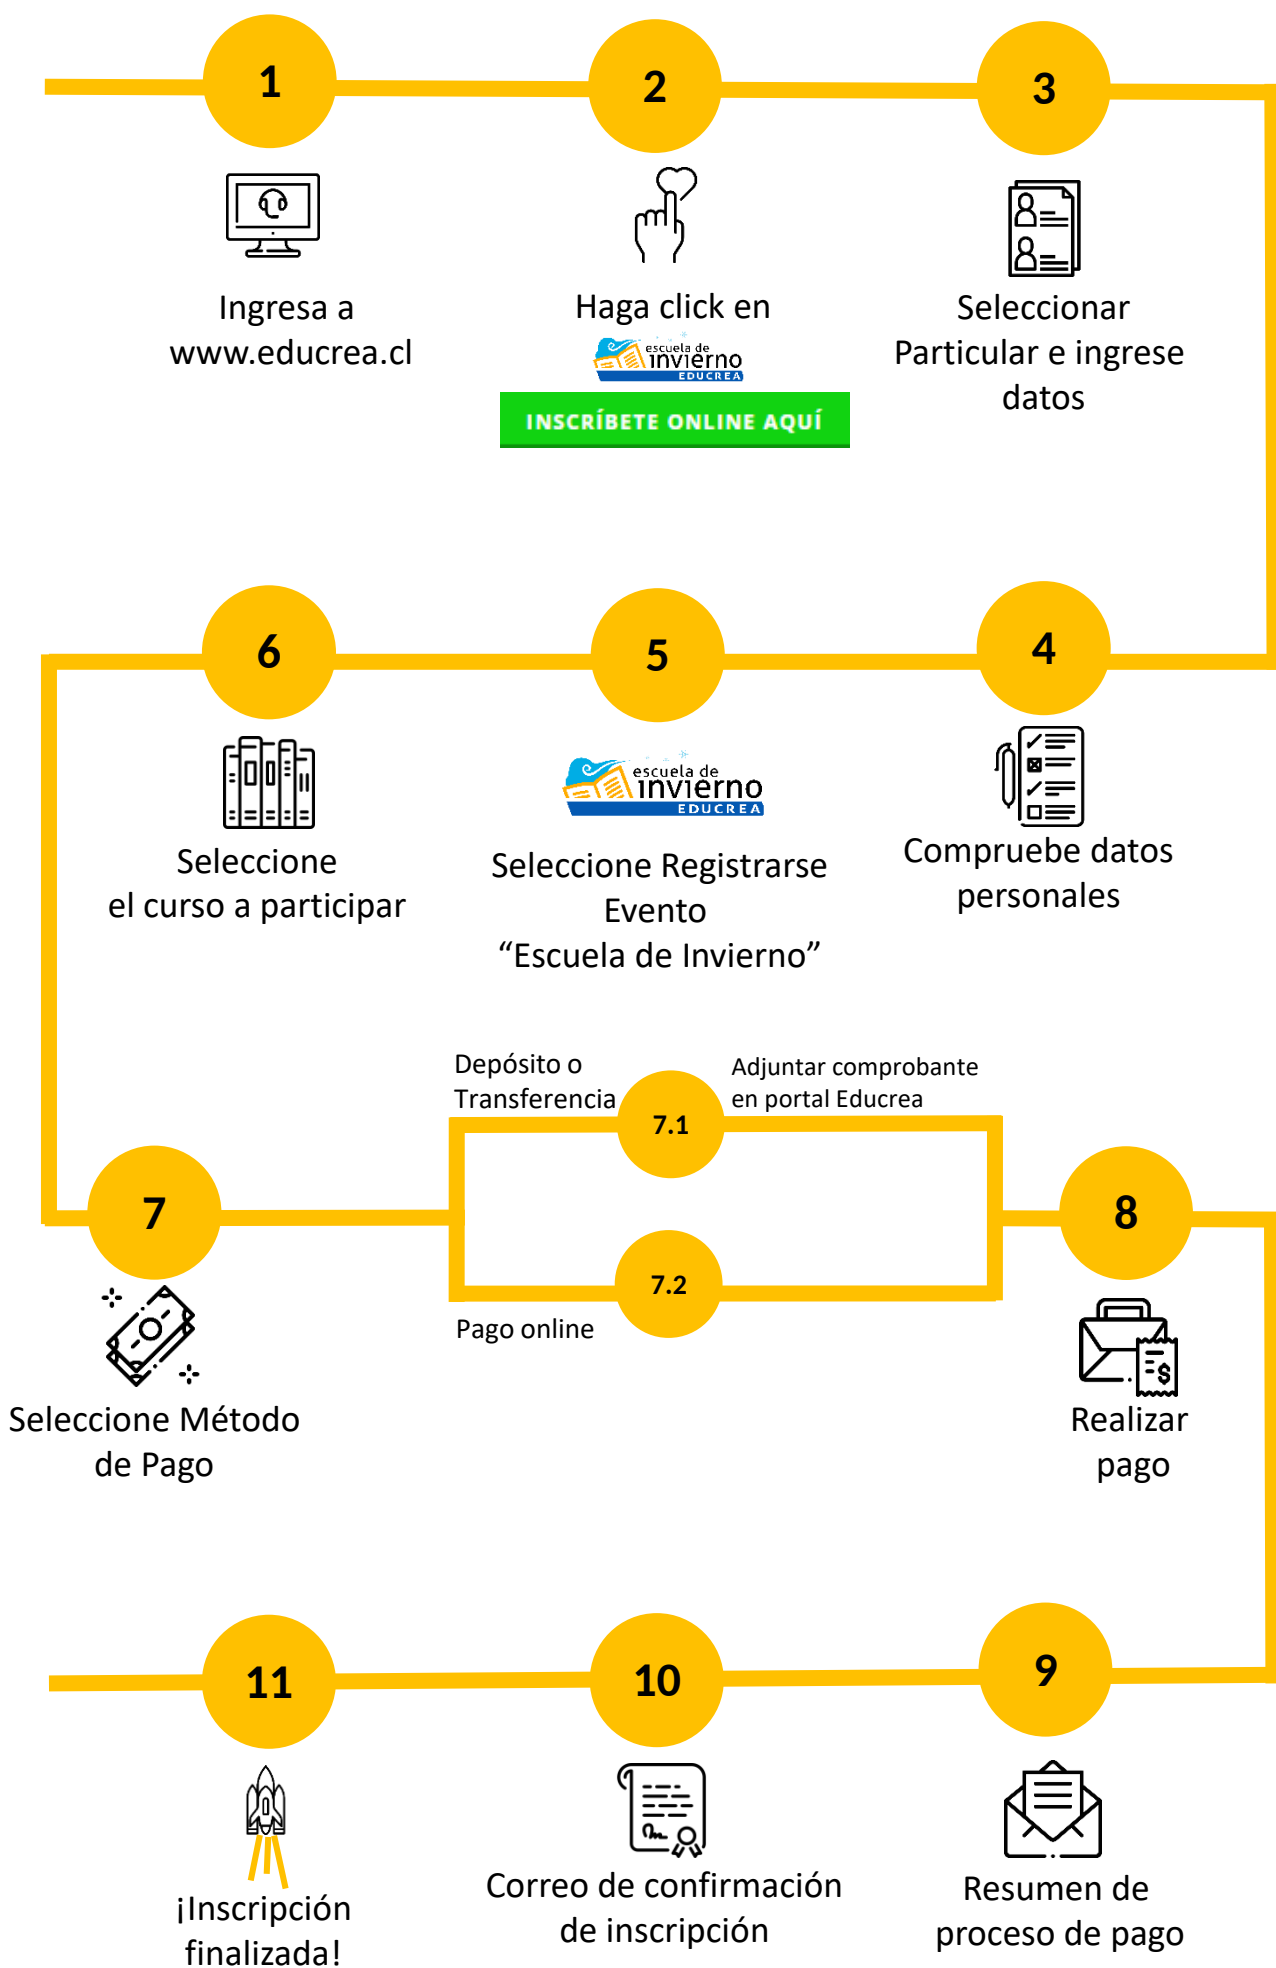 1
2
3
Ingresa a
www.educrea.cl
Haga click en
escuela de
invierno
EDUCREA
INSCRÍBETE ONLINE AQUÍ
Seleccionar
Particular e ingrese
datos
4
Compruebe datos
personales
5
escuela de
invierno
EDUCREA
Seleccione Registrarse
Evento
“Escuela de Invierno”
6
Seleccione
el curso a participar
7
Seleccione Método
de Pago
Depósito o
Transferencia
7.1
Adjuntar comprobante
en portal Educrea
7.2
Pago online
8
$
Realizar
pago
9
Resumen de
proceso de pago
10
Correo de confirmación
de inscripción
11
¡Inscripción
finalizada!